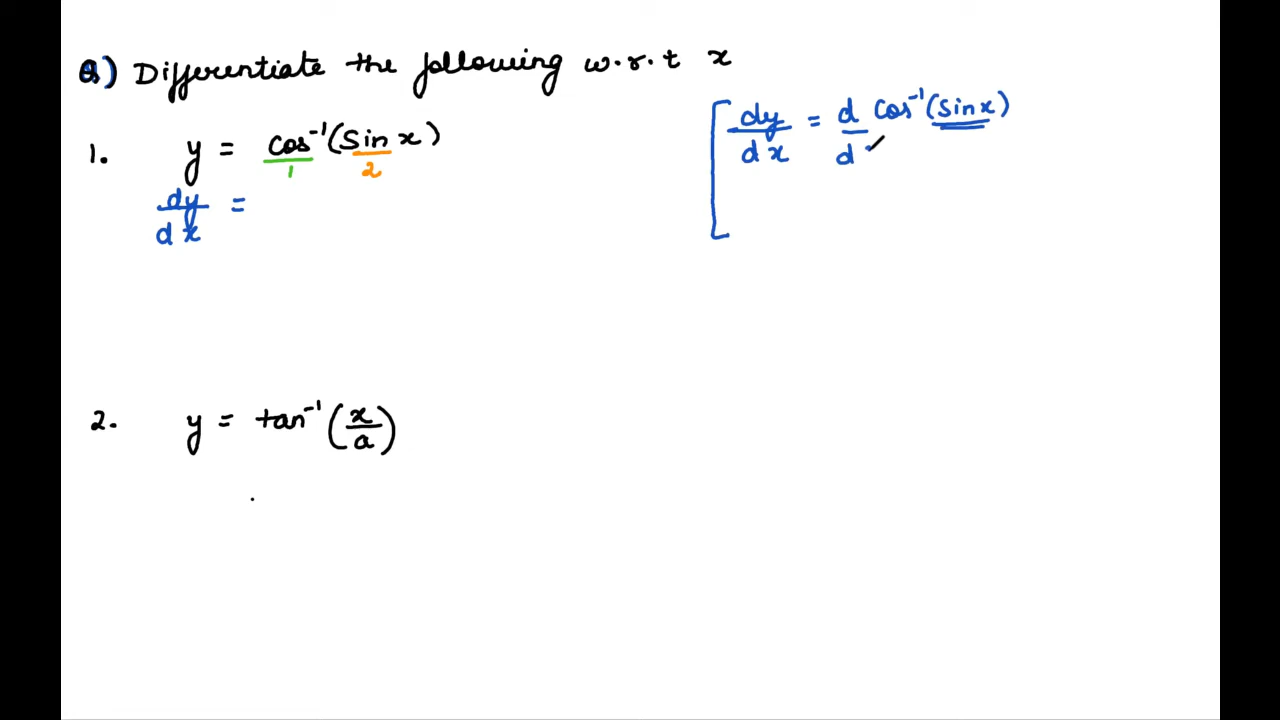 Q) Differentiate the following w.r.t x
1. y = cos⁻¹(sin x)
1 2
dy/dx =
[ dy/dx = d/d cos⁻¹(sin x)
2. y = tan⁻¹(x/a)